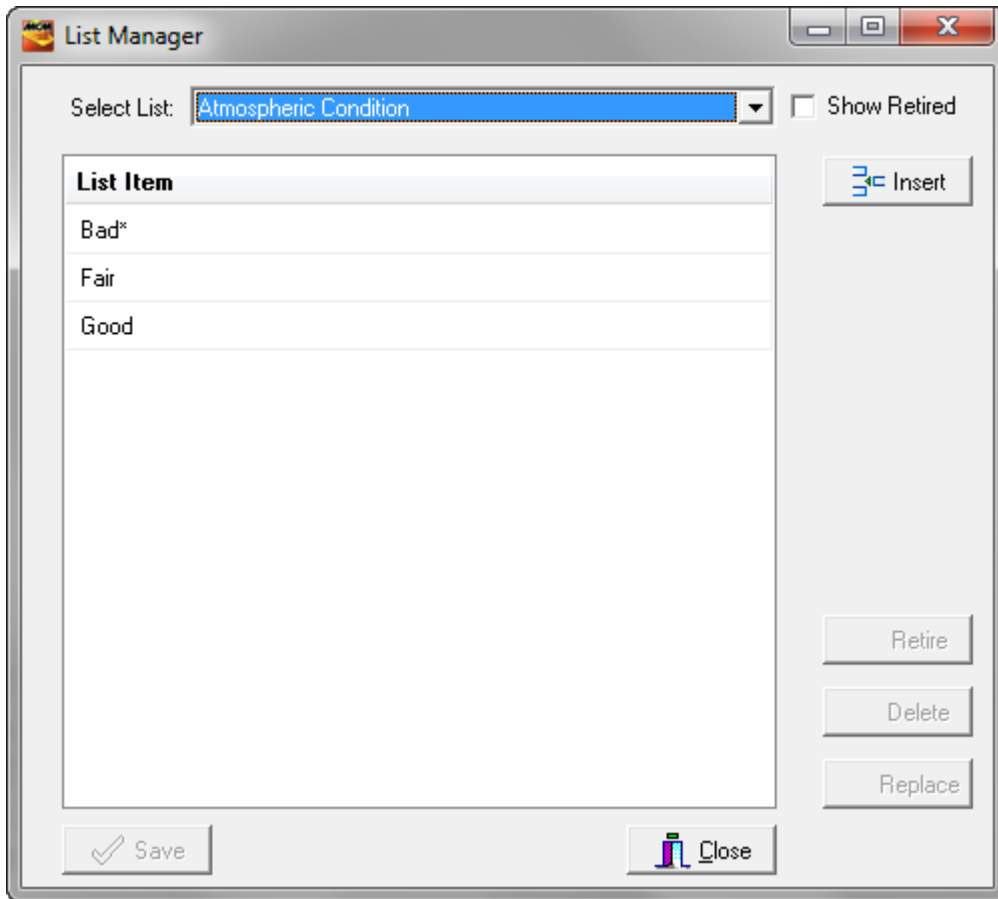 MCM
List Manager
Select List: Atmospheric Condition Show Retired
List Item
Insert
Bad*
Fair
Good
Retire
Delete
Replace
Save
Close